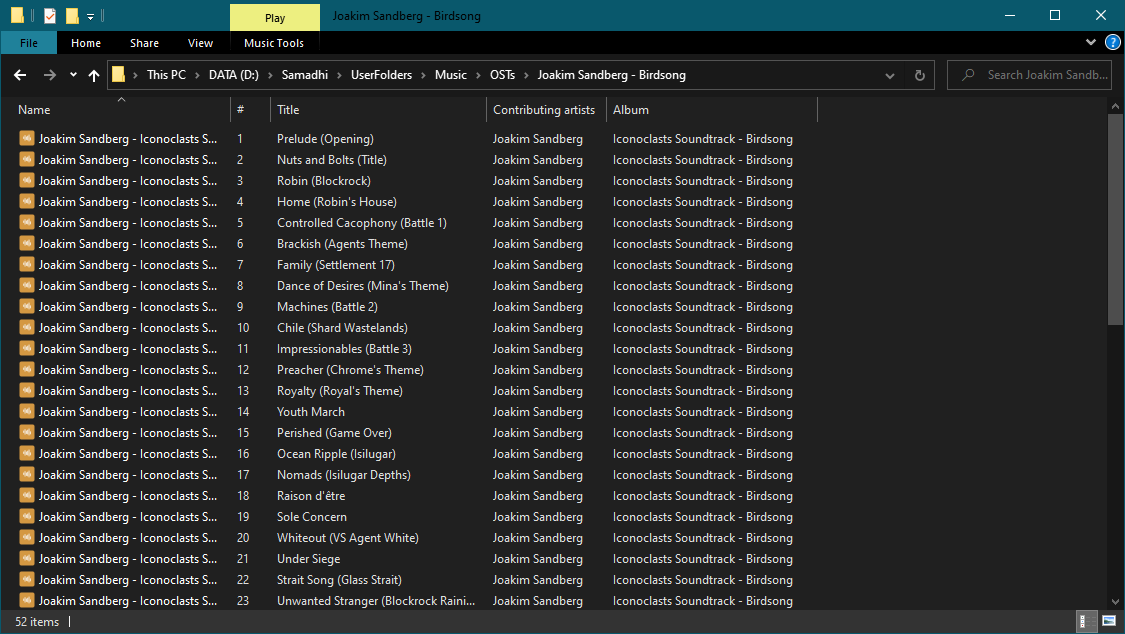 Play
Joakim Sandberg - Birdsong
File Home Share View Music Tools
This PC DATA (D:) Samadhi UserFolders Music OSTs Joakim Sandberg - Birdsong Search Joakim Sandb...
Name # Title Contributing artists Album
Joakim Sandberg - Iconoclasts S... 1 Prelude (Opening) Joakim Sandberg Iconoclasts Soundtrack - Birdsong
Joakim Sandberg - Iconoclasts S... 2 Nuts and Bolts (Title) Joakim Sandberg Iconoclasts Soundtrack - Birdsong
Joakim Sandberg - Iconoclasts S... 3 Robin (Blockrock) Joakim Sandberg Iconoclasts Soundtrack - Birdsong
Joakim Sandberg - Iconoclasts S... 4 Home (Robin's House) Joakim Sandberg Iconoclasts Soundtrack - Birdsong
Joakim Sandberg - Iconoclasts S... 5 Controlled Cacophony (Battle 1) Joakim Sandberg Iconoclasts Soundtrack - Birdsong
Joakim Sandberg - Iconoclasts S... 6 Brackish (Agents Theme) Joakim Sandberg Iconoclasts Soundtrack - Birdsong
Joakim Sandberg - Iconoclasts S... 7 Family (Settlement 17) Joakim Sandberg Iconoclasts Soundtrack - Birdsong
Joakim Sandberg - Iconoclasts S... 8 Dance of Desires (Mina's Theme) Joakim Sandberg Iconoclasts Soundtrack - Birdsong
Joakim Sandberg - Iconoclasts S... 9 Machines (Battle 2) Joakim Sandberg Iconoclasts Soundtrack - Birdsong
Joakim Sandberg - Iconoclasts S... 10 Chile (Shard Wastelands) Joakim Sandberg Iconoclasts Soundtrack - Birdsong
Joakim Sandberg - Iconoclasts S... 11 Impressionables (Battle 3) Joakim Sandberg Iconoclasts Soundtrack - Birdsong
Joakim Sandberg - Iconoclasts S... 12 Preacher (Chrome's Theme) Joakim Sandberg Iconoclasts Soundtrack - Birdsong
Joakim Sandberg - Iconoclasts S... 13 Royalty (Royal's Theme) Joakim Sandberg Iconoclasts Soundtrack - Birdsong
Joakim Sandberg - Iconoclasts S... 14 Youth March Joakim Sandberg Iconoclasts Soundtrack - Birdsong
Joakim Sandberg - Iconoclasts S... 15 Perished (Game Over) Joakim Sandberg Iconoclasts Soundtrack - Birdsong
Joakim Sandberg - Iconoclasts S... 16 Ocean Ripple (Isilugar) Joakim Sandberg Iconoclasts Soundtrack - Birdsong
Joakim Sandberg - Iconoclasts S... 17 Nomads (Isilugar Depths) Joakim Sandberg Iconoclasts Soundtrack - Birdsong
Joakim Sandberg - Iconoclasts S... 18 Raison d'être Joakim Sandberg Iconoclasts Soundtrack - Birdsong
Joakim Sandberg - Iconoclasts S... 19 Sole Concern Joakim Sandberg Iconoclasts Soundtrack - Birdsong
Joakim Sandberg - Iconoclasts S... 20 Whiteout (VS Agent White) Joakim Sandberg Iconoclasts Soundtrack - Birdsong
Joakim Sandberg - Iconoclasts S... 21 Under Siege Joakim Sandberg Iconoclasts Soundtrack - Birdsong
Joakim Sandberg - Iconoclasts S... 22 Strait Song (Glass Strait) Joakim Sandberg Iconoclasts Soundtrack - Birdsong
Joakim Sandberg - Iconoclasts S... 23 Unwanted Stranger (Blockrock Raini... Joakim Sandberg Iconoclasts Soundtrack - Birdsong
52 items